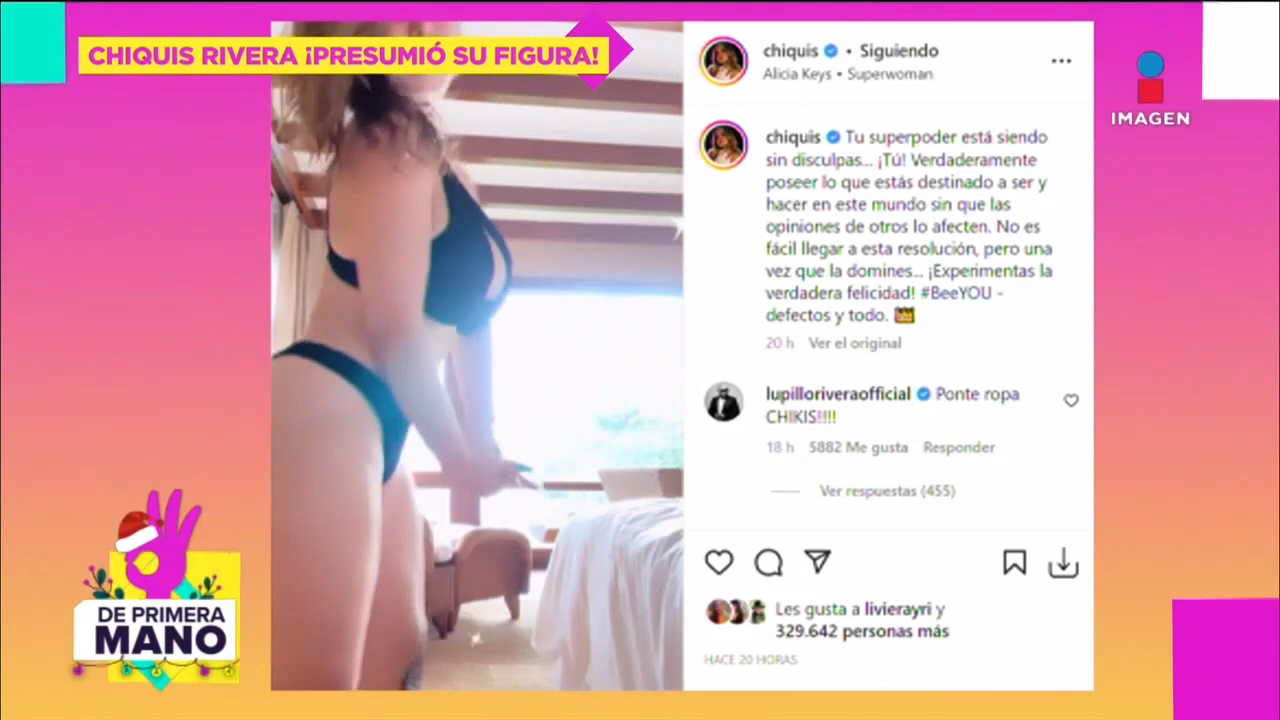 CHIQUIS RIVERA ¡PRESUMIÓ SU FIGURA!
chiquis • Siguiendo
Alicia Keys • Superwoman
IMAGEN
chiquis Tu superpoder está siendo
sin disculpas... ¡Tú! Verdaderamente
poseer lo que estás destinado a ser y
hacer en este mundo sin que las
opiniones de otros lo afecten. No es
fácil llegar a esta resolución, pero una
vez que la domines... ¡Experimentas la
verdadera felicidad! #BeeYOU -
defectos y todo.
20 h Ver el original
lupilloriveraofficial Ponte ropa
CHIKIS!!!!
18 h 5882 Me gusta Responder
Ver respuestas (455)
Les gusta a livierayri y
329.642 personas más
HACE 20 HORAS
DE PRIMERA
MANO